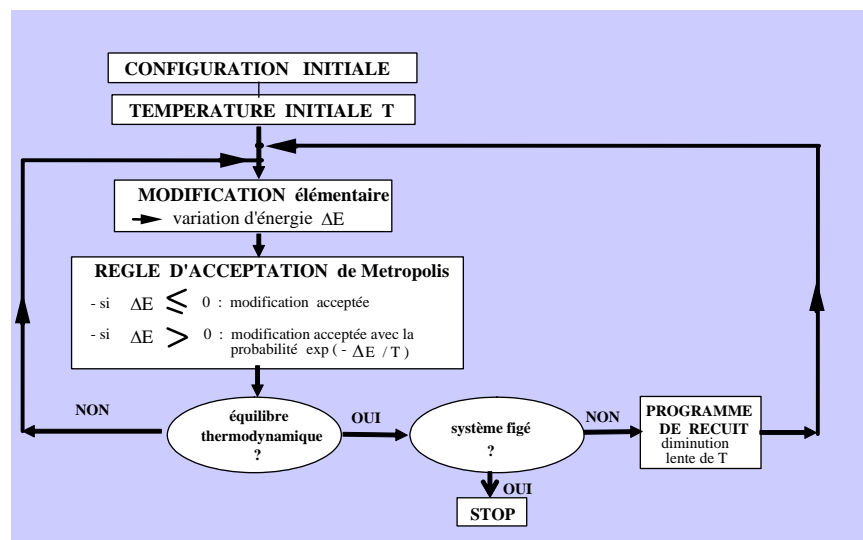 CONFIGURATION INITIALE
TEMPERATURE INITIALE T
MODIFICATION élémentaire
variation d'énergie ΔE
REGLE D'ACCEPTATION de Metropolis
- si ΔE ≤ 0 : modification acceptée
- si ΔE > 0 : modification acceptée avec la
probabilité exp ( - ΔE / T )
NON
équilibre
thermodynamique
?
OUI
système figé
?
NON
PROGRAMME
DE RECUIT
diminution
lente de T
OUI
STOP